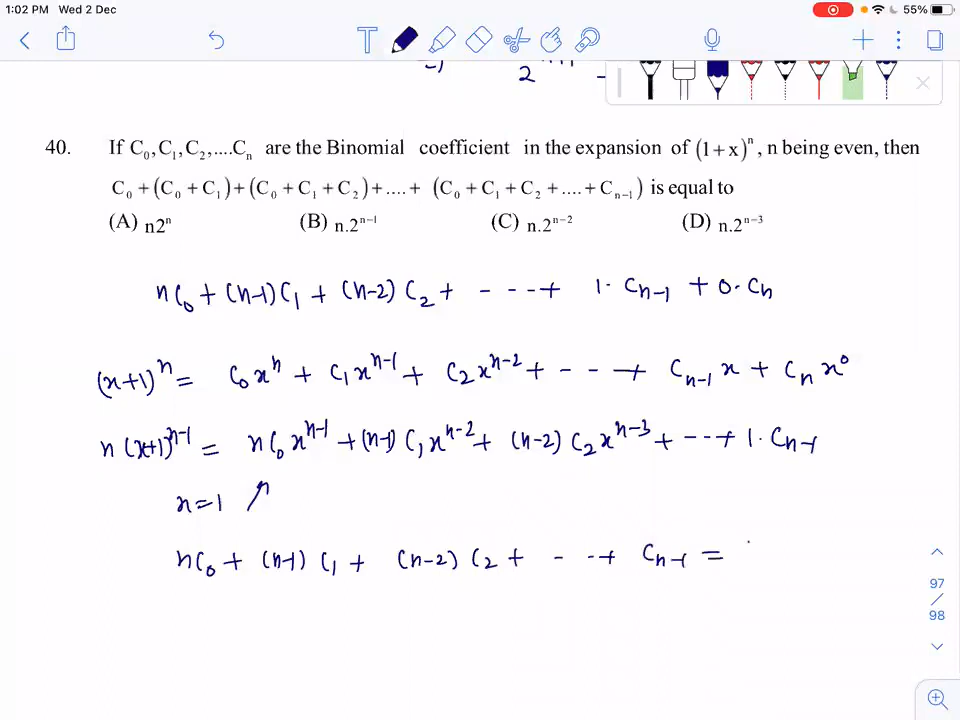 1:02 PM Wed 2 Dec 55%
T
40. If C₀,C₁,C₂,....Cₙ are the Binomial coefficient in the expansion of (1+x)ⁿ, n being even, then
C₀+(C₀+C₁)+(C₀+C₁+C₂)+....+ (C₀+C₁+C₂+....+Cₙ₋₁) is equal to
(A) n2ⁿ (B) n.2ⁿ⁻¹ (C) n.2ⁿ⁻² (D) n.2ⁿ⁻³
nC₀ + (n-1)C₁ + (n-2)C₂ + - - - + 1. Cₙ₋₁ + 0. Cₙ
(x+1)ⁿ = C₀xⁿ + C₁xⁿ⁻¹ + C₂xⁿ⁻² + - - - + Cₙ₋₁x + Cₙx⁰
n(x+1)ⁿ⁻¹ = nC₀xⁿ⁻¹ + (n-1)C₁xⁿ⁻² + (n-2)C₂xⁿ⁻³ + - - + 1. Cₙ₋₁
x=1
nC₀ + (n-1)C₁ + (n-2)C₂ + - - - + Cₙ₋₁ =
97
/
98